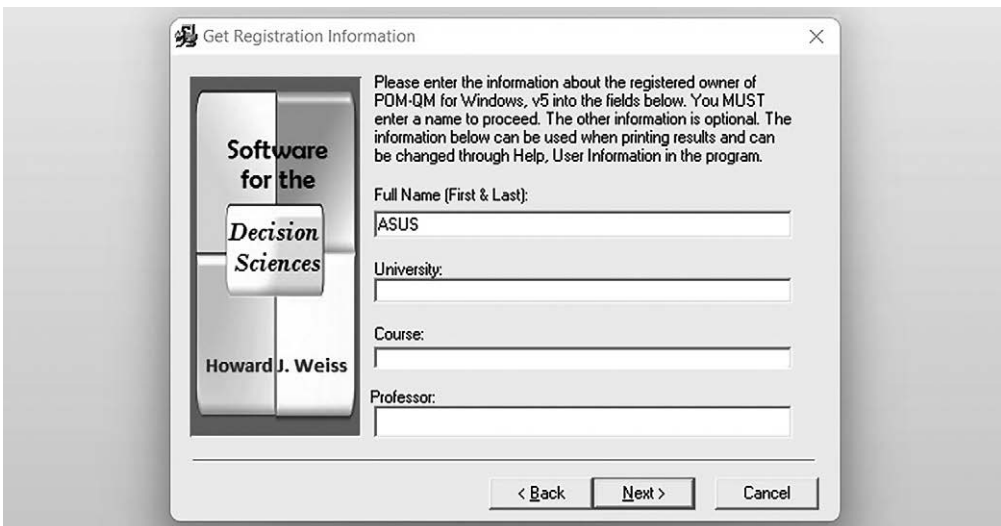 Get Registration Information
Software
for the
Decision
Sciences
Howard J. Weiss
Please enter the information about the registered owner of
POM-QM for Windows, v5 into the fields below. You MUST
enter a name to proceed. The other information is optional. The
information below can be used when printing results and can
be changed through Help, User Information in the program.
Full Name (First & Last):
ASUS
University:
Course:
Professor:
< Back
Next >
Cancel